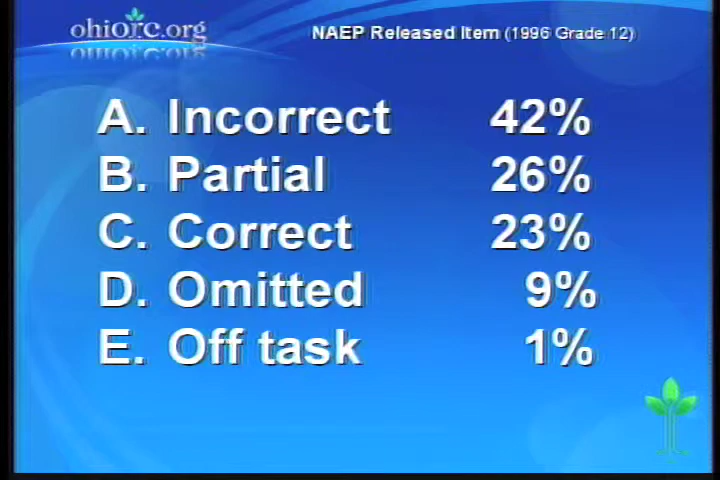 ohiorc.org
NAEP Released Item (1996 Grade 12)
A. Incorrect 42%
B. Partial 26%
C. Correct 23%
D. Omitted 9%
E. Off task 1%